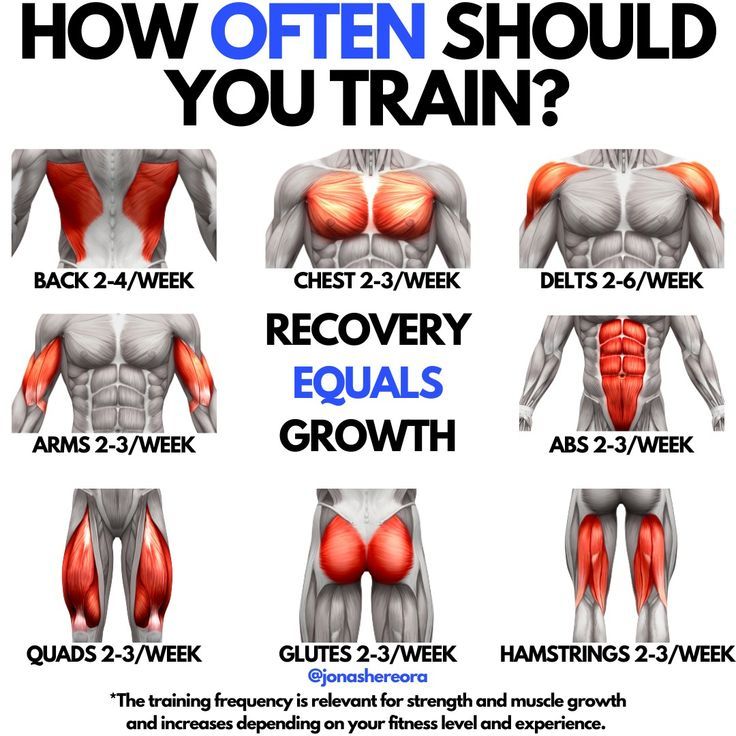 HOW OFTEN SHOULD
YOU TRAIN?
BACK 2-4/WEEK
CHEST 2-3/WEEK
DELTS 2-6/WEEK
RECOVERY
EQUALS
GROWTH
ARMS 2-3/WEEK
ABS 2-3/WEEK
QUADS 2-3/WEEK
GLUTES 2-3/WEEK
HAMSTRINGS 2-3/WEEK
@jonashereora
*The training frequency is relevant for strength and muscle growth
and increases depending on your fitness level and experience.